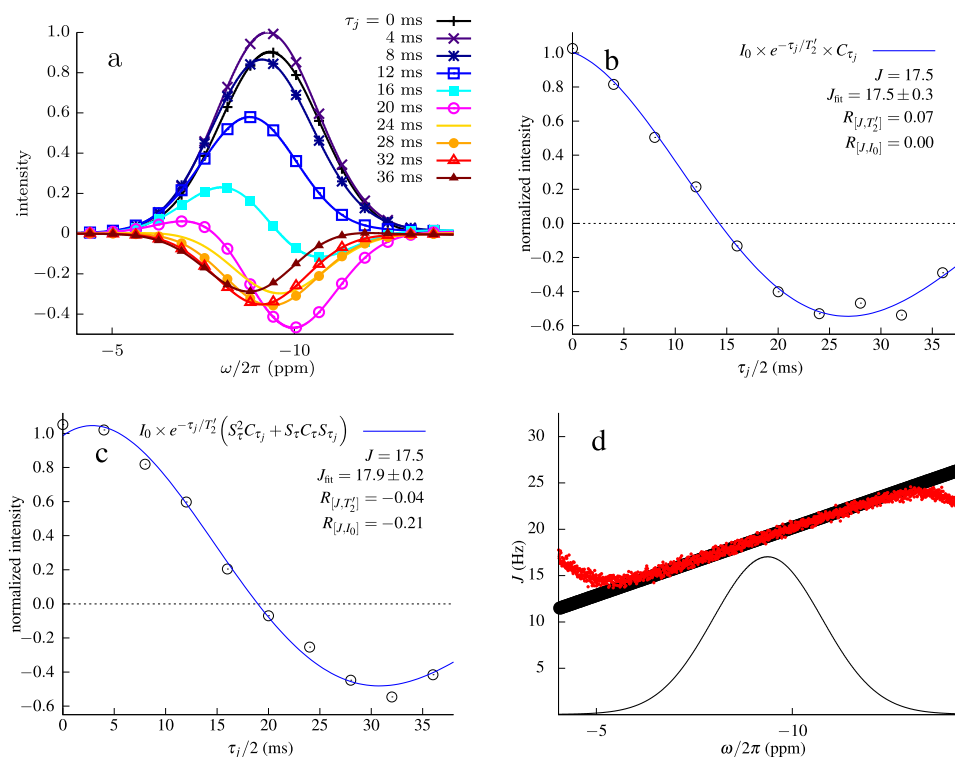 a
τj = 0 ms
4 ms
8 ms
12 ms
16 ms
20 ms
24 ms
28 ms
32 ms
36 ms
1.0
0.8
0.6
0.4
0.2
0
−0.2
−0.4
intensity
−5
−10
ω/2π (ppm)
b
I0 × e^{−τj/T2′} × Cτj
J = 17.5
Jfit = 17.5 ± 0.3
R[J,T2′] = 0.07
R[J,I0] = 0.00
1.0
0.8
0.6
0.4
0.2
0.0
−0.2
−0.4
−0.6
normalized intensity
0
5
10
15
20
25
30
35
τj/2 (ms)
c
I0 × e^{−τj/T2′} (Sτ^2 Cτj + Sτ Cτ Sτj)
J = 17.5
Jfit = 17.9 ± 0.2
R[J,T2′] = −0.04
R[J,I0] = −0.21
1.0
0.8
0.6
0.4
0.2
0.0
−0.2
−0.4
−0.6
normalized intensity
0
5
10
15
20
25
30
35
τj/2 (ms)
d
30
25
20
15
10
5
J (Hz)
−5
−10
ω/2π (ppm)